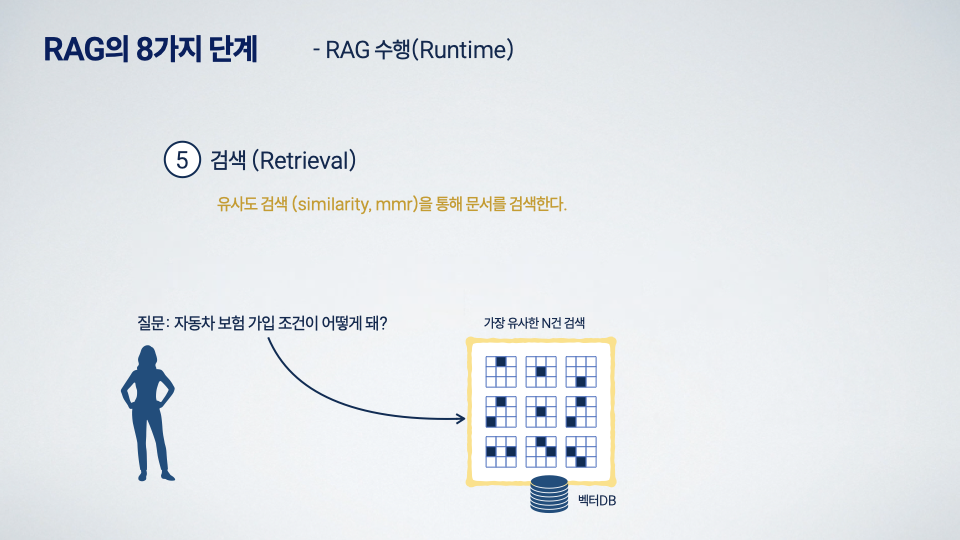 RAG의 8가지 단계 - RAG 수행(Runtime)
5 검색 (Retrieval)
유사도 검색 (similarity, mmr)을 통해 문서를 검색한다.
질문: 자동차 보험 가입 조건이 어떻게 돼?
가장 유사한 N건 검색
벡터DB